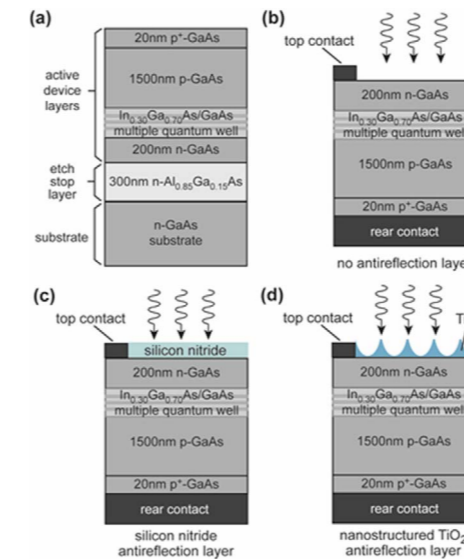 (a)
20nm p⁺-GaAs
active
device
layers
1500nm p-GaAs
In₀.₃₀Ga₀.₇₀As/GaAs
multiple quantum well
200nm n-GaAs
etch
stop
layer
300nm n-Al₀.₈₅Ga₀.₁₅As
substrate
n-GaAs
substrate
(b)
top contact
200nm n-GaAs
In₀.₃₀Ga₀.₇₀As/GaAs
multiple quantum well
1500nm p-GaAs
20nm p⁺-GaAs
rear contact
no antireflection laye
(c)
top contact
silicon nitride
200nm n-GaAs
In₀.₃₀Ga₀.₇₀As/GaAs
multiple quantum well
1500nm p-GaAs
20nm p⁺-GaAs
rear contact
silicon nitride
antireflection layer
(d)
top contact
200nm n-GaAs
In₀.₃₀Ga₀.₇₀As/GaAs
multiple quantum well
1500nm p-GaAs
20nm p⁺-GaAs
rear contact
nanostructured TiO₂
antireflection layer